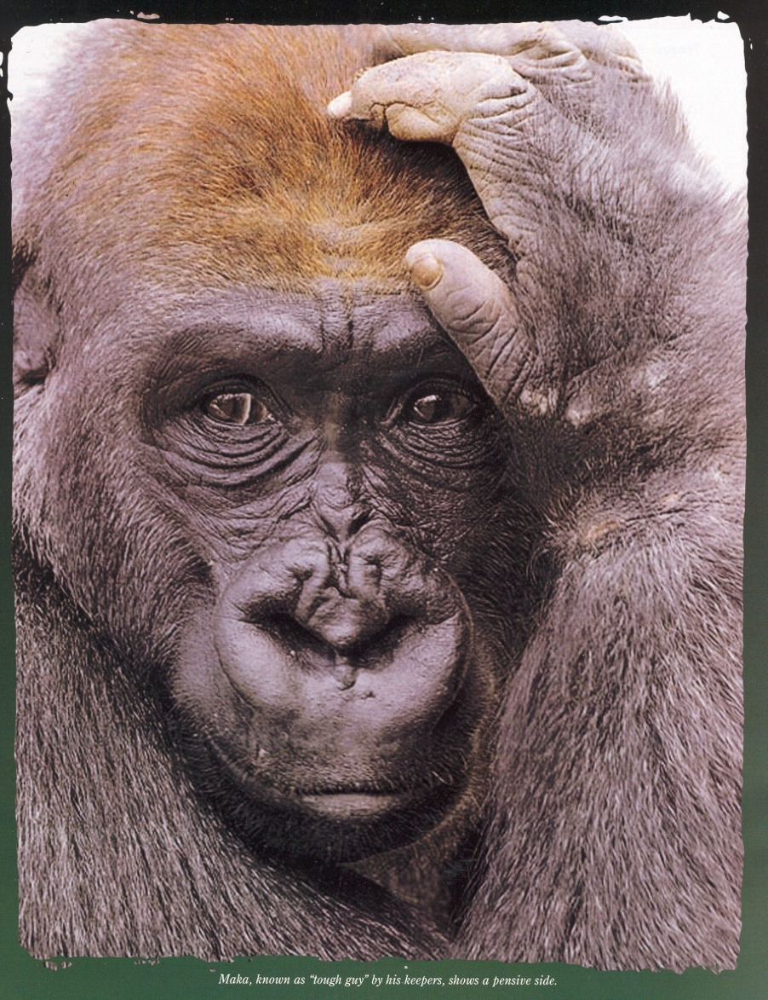 Maka, known as “tough guy” by his keepers, shows a pensive side.